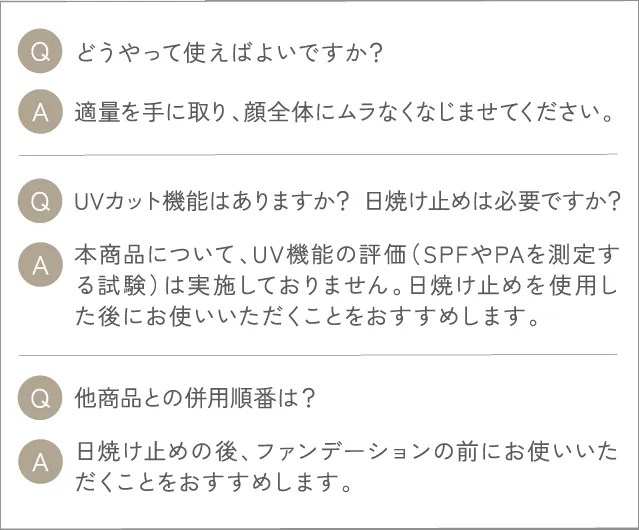 Q どうやって使えばよいですか？
A 適量を手に取り、顔全体にムラなくなじませてください。
Q UVカット機能はありますか？ 日焼け止めは必要ですか？
A 本商品について、UV機能の評価（SPFやPAを測定す
る試験）は実施しておりません。日焼け止めを使用し
た後にお使いいただくことをおすすめします。
Q 他商品との併用順番は？
A 日焼け止めの後、ファンデーションの前にお使いいた
だくことをおすすめします。